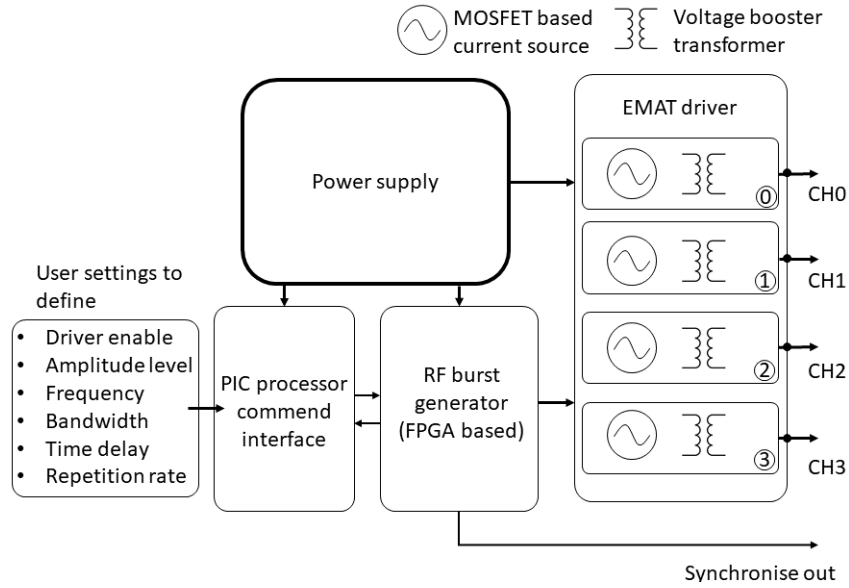 MOSFET based
current source
Voltage booster
transformer
EMAT driver
Power supply
⓪
CH0
①
CH1
②
CH2
③
CH3
User settings to
define
• Driver enable
• Amplitude level
• Frequency
• Bandwidth
• Time delay
• Repetition rate
PIC processor
commend
interface
RF burst
generator
(FPGA based)
Synchronise out